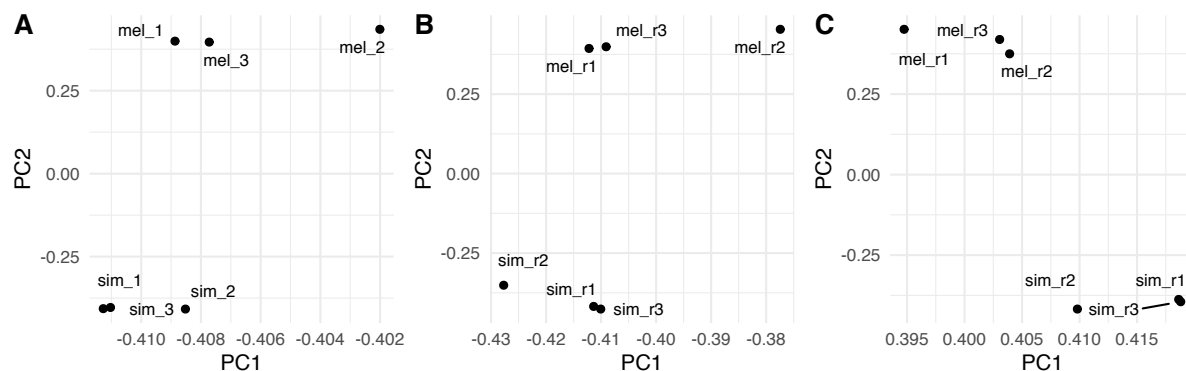 A
mel_1
mel_3
mel_2
0.25
0.00
-0.25
PC2
sim_1
sim_2
sim_3
-0.410
-0.408
-0.406
-0.404
-0.402
PC1
B
mel_r3
mel_r1
mel_r2
0.25
0.00
-0.25
PC2
sim_r2
sim_r1
sim_r3
-0.43
-0.42
-0.41
-0.40
-0.39
-0.38
PC1
C
mel_r3
mel_r1
mel_r2
0.25
0.00
-0.25
PC2
sim_r2
sim_r1
sim_r3
0.395
0.400
0.405
0.410
0.415
PC1